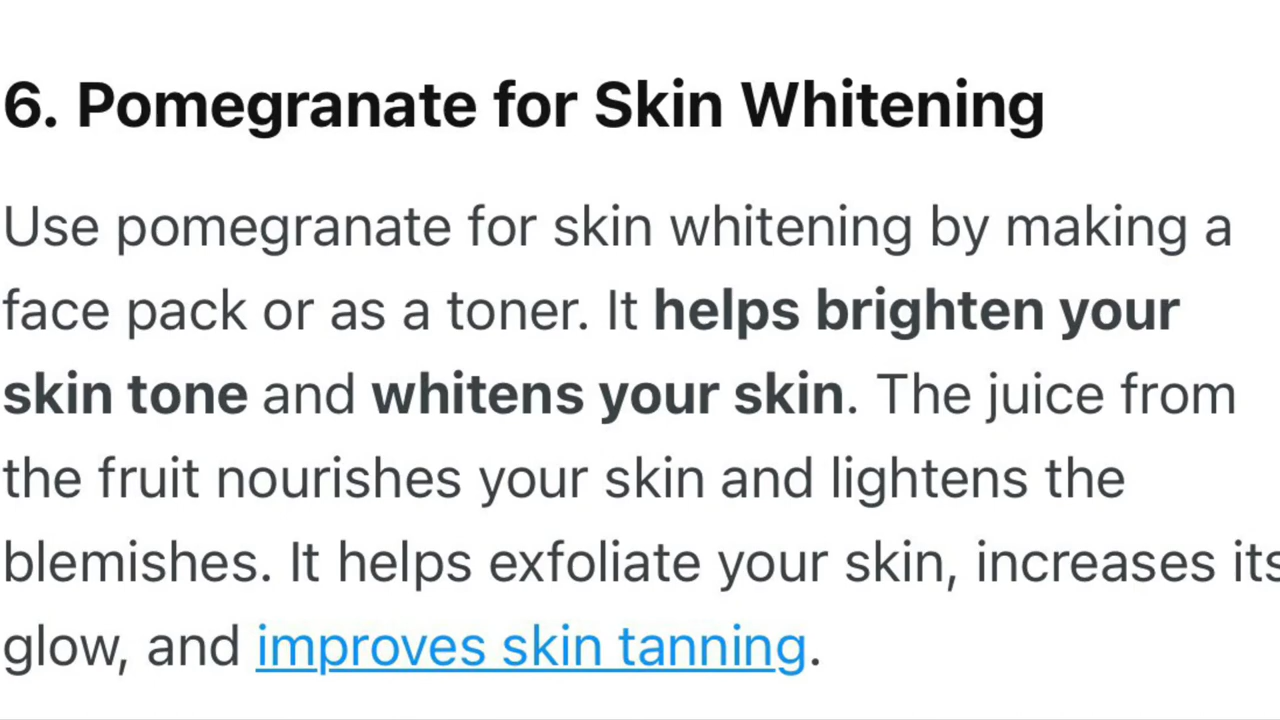 6. Pomegranate for Skin Whitening
Use pomegranate for skin whitening by making a
face pack or as a toner. It helps brighten your
skin tone and whitens your skin. The juice from
the fruit nourishes your skin and lightens the
blemishes. It helps exfoliate your skin, increases its
glow, and improves skin tanning.